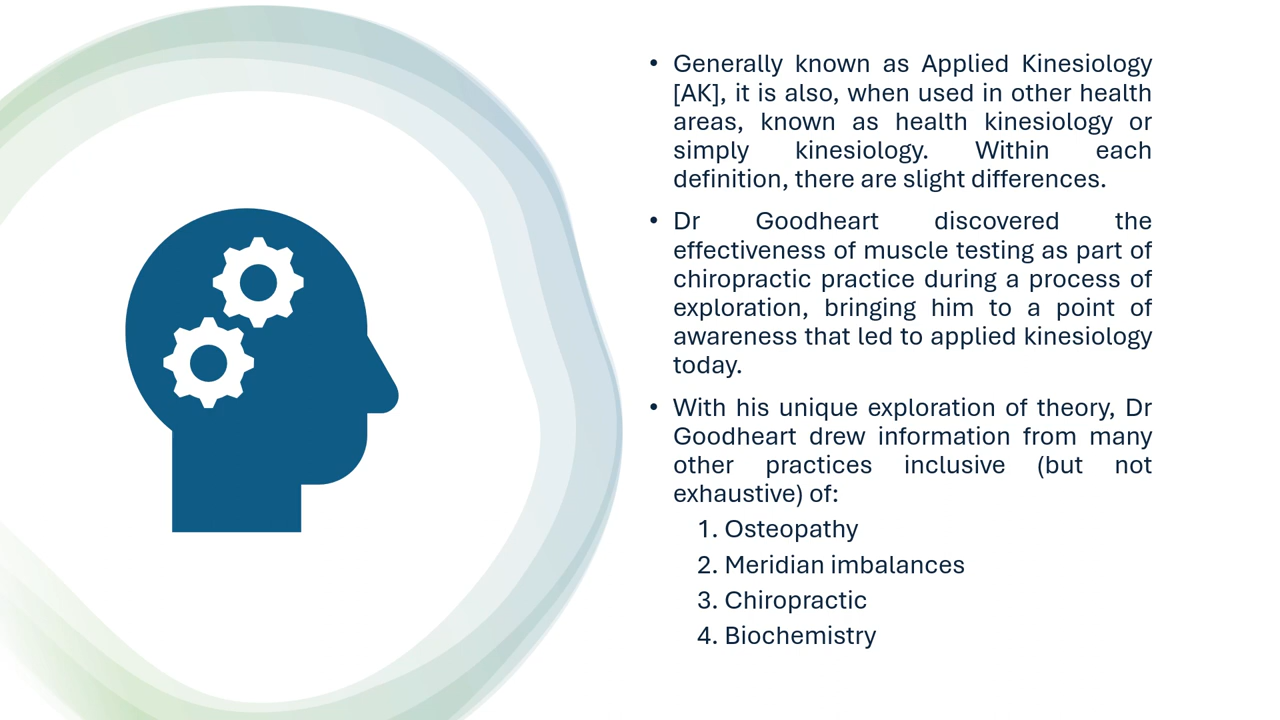 • Generally known as Applied Kinesiology
[AK], it is also, when used in other health
areas, known as health kinesiology or
simply kinesiology. Within each
definition, there are slight differences.
• Dr Goodheart discovered the
effectiveness of muscle testing as part of
chiropractic practice during a process of
exploration, bringing him to a point of
awareness that led to applied kinesiology
today.
• With his unique exploration of theory, Dr
Goodheart drew information from many
other practices inclusive (but not
exhaustive) of:
1. Osteopathy
2. Meridian imbalances
3. Chiropractic
4. Biochemistry